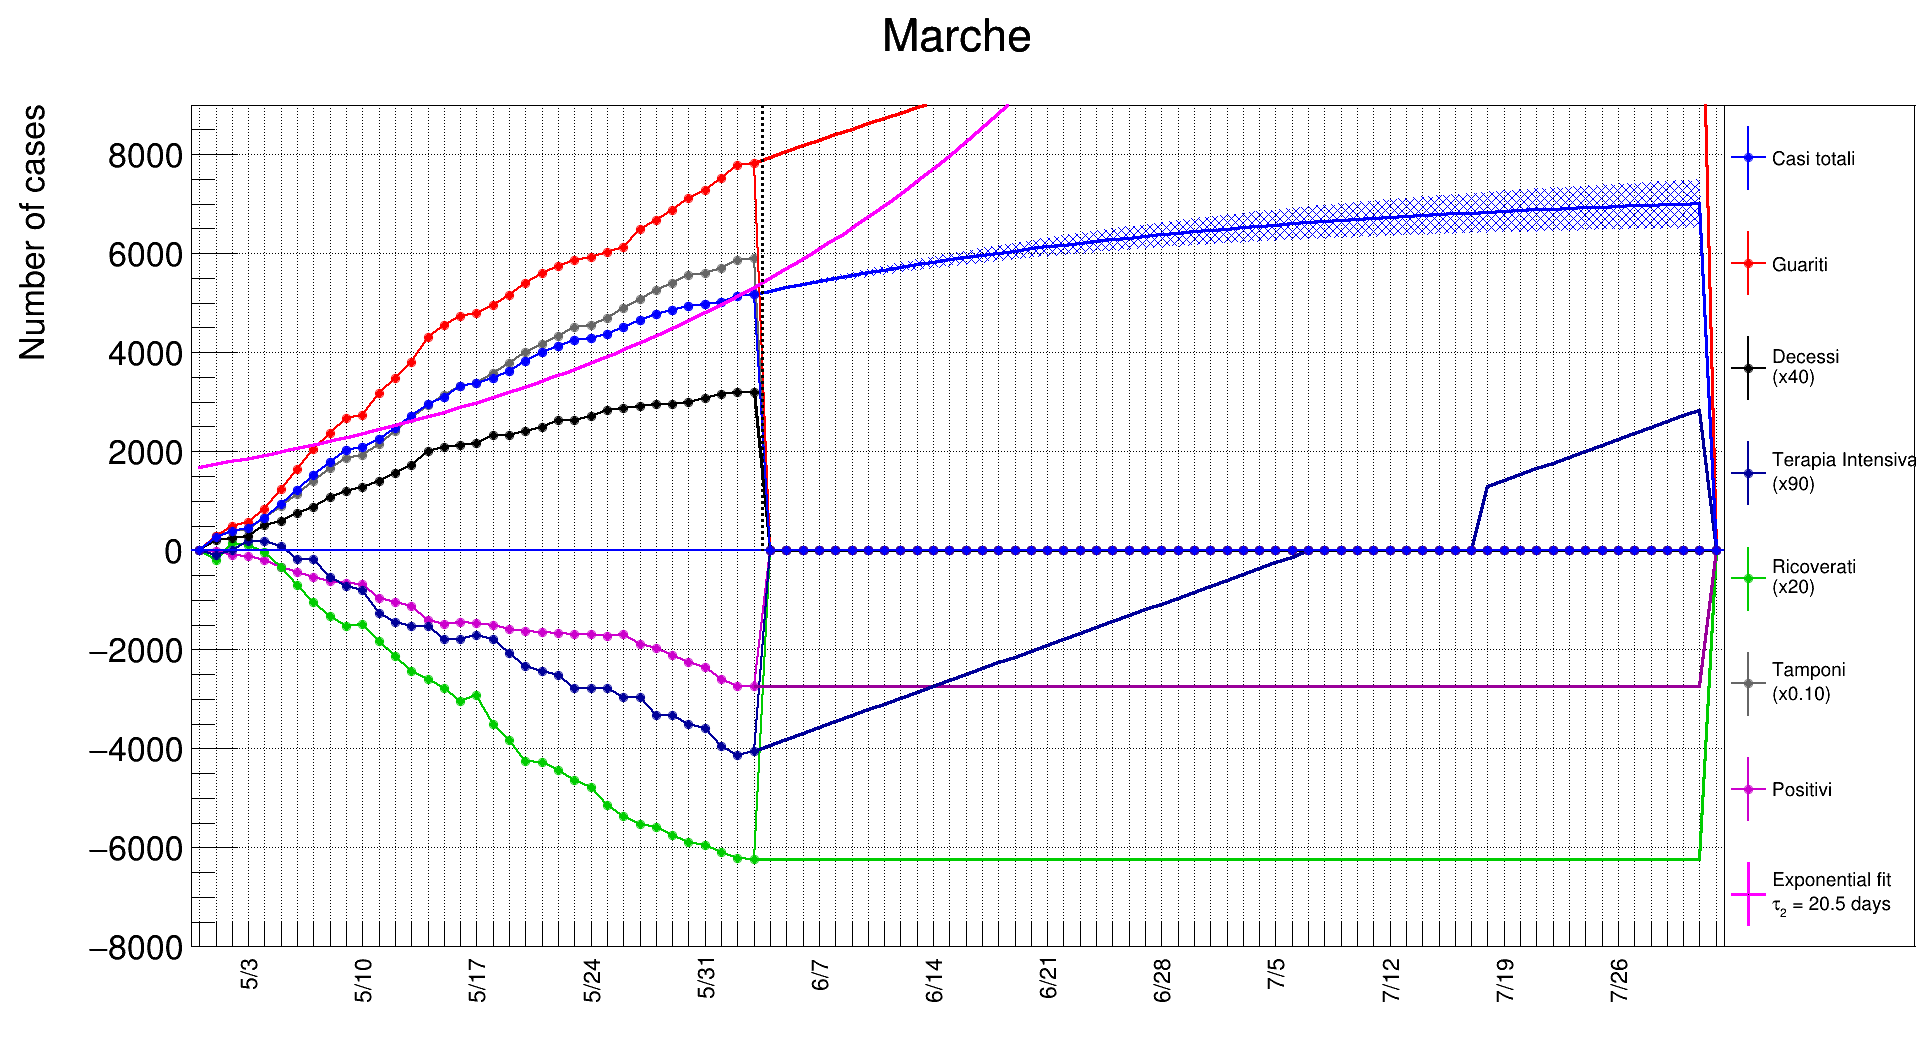 Marche
Number of cases
8000
6000
4000
2000
0
−2000
−4000
−6000
−8000
5/3
5/10
5/17
5/24
5/31
6/7
6/14
6/21
6/28
7/5
7/12
7/19
7/26
Casi totali
Guariti
Decessi
(x40)
Terapia Intensiva
(x90)
Ricoverati
(x20)
Tamponi
(x0.10)
Positivi
Exponential fit
τ2 = 20.5 days